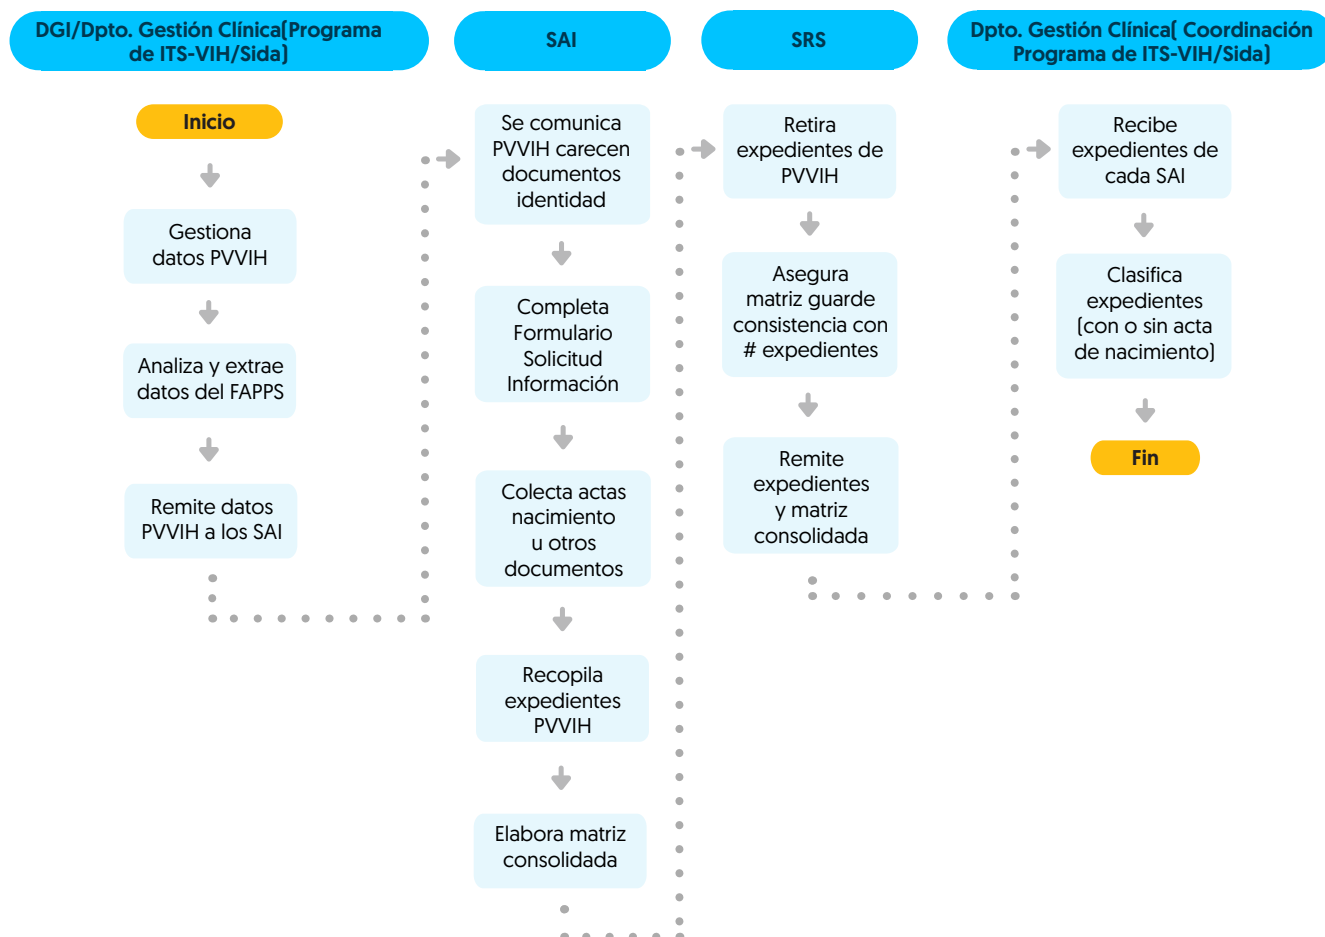 DGI/Dpto. Gestión Clínica(Programa
de ITS-VIH/Sida)
Inicio
Gestiona
datos PVVIH
Analiza y extrae
datos del FAPPS
Remite datos
PVVIH a los SAI
SAI
Se comunica
PVVIH carecen
documentos
identidad
Completa
Formulario
Solicitud
Información
Colecta actas
nacimiento
u otros
documentos
Recopila
expedientes
PVVIH
Elabora matriz
consolidada
SRS
Retira
expedientes de
PVVIH
Asegura
matriz guarde
consistencia con
# expedientes
Remite
expedientes
y matriz
consolidada
Dpto. Gestión Clínica( Coordinación
Programa de ITS-VIH/Sida)
Recibe
expedientes de
cada SAI
Clasifica
expedientes
(con o sin acta
de nacimiento)
Fin